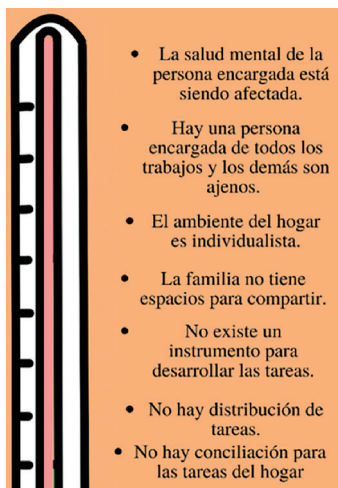 • La salud mental de la
persona encargada está
siendo afectada.
• Hay una persona
encargada de todos los
trabajos y los demás son
ajenos.
• El ambiente del hogar
es individualista.
• La familia no tiene
espacios para compartir.
• No existe un
instrumento para
desarrollar las tareas.
• No hay distribución de
tareas.
• No hay conciliación para
las tareas del hogar